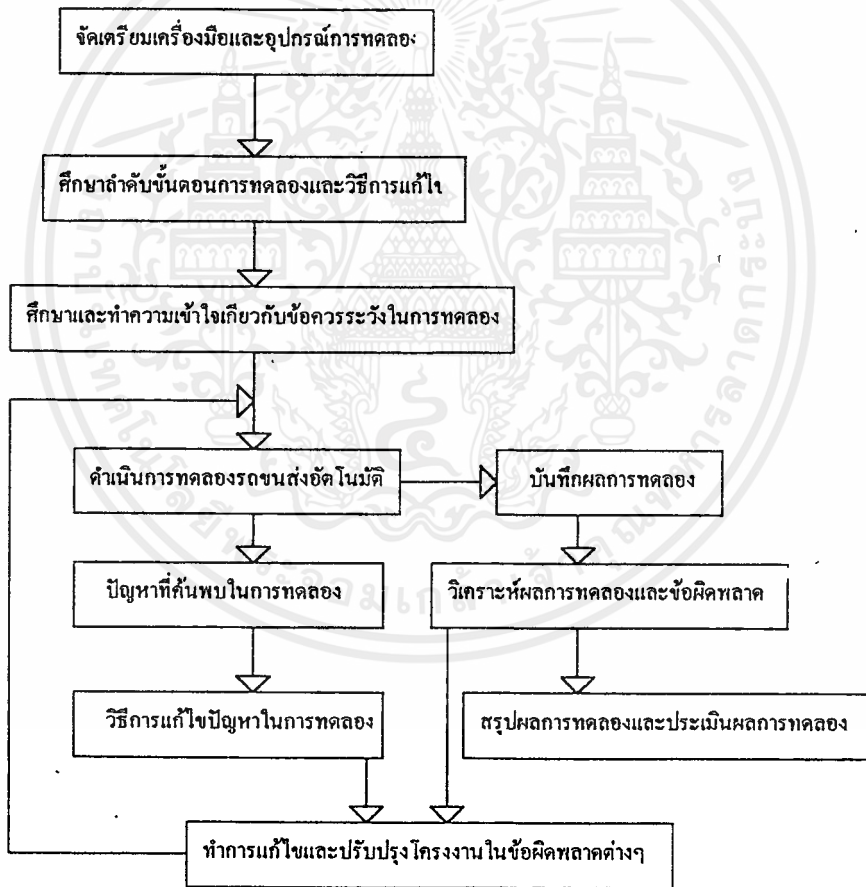 จัดเตรียมเครื่องมือและอุปกรณ์การทดลอง
ศึกษาลำดับขั้นตอนการทดลองและวิธีการแก้ไข
ศึกษาและทำความเข้าใจเกี่ยวกับข้อควรระวังในการทดลอง
ดำเนินการทดลองรถขนส่งอัตโนมัติ
บันทึกผลการทดลอง
ปัญหาที่ค้นพบในการทดลอง
วิเคราะห์ผลการทดลองและข้อผิดพลาด
วิธีการแก้ไขปัญหาในการทดลอง
สรุปผลการทดลองและประเมินผลการทดลอง
ทำการแก้ไขและปรับปรุงโครงงานในข้อผิดพลาดต่างๆ